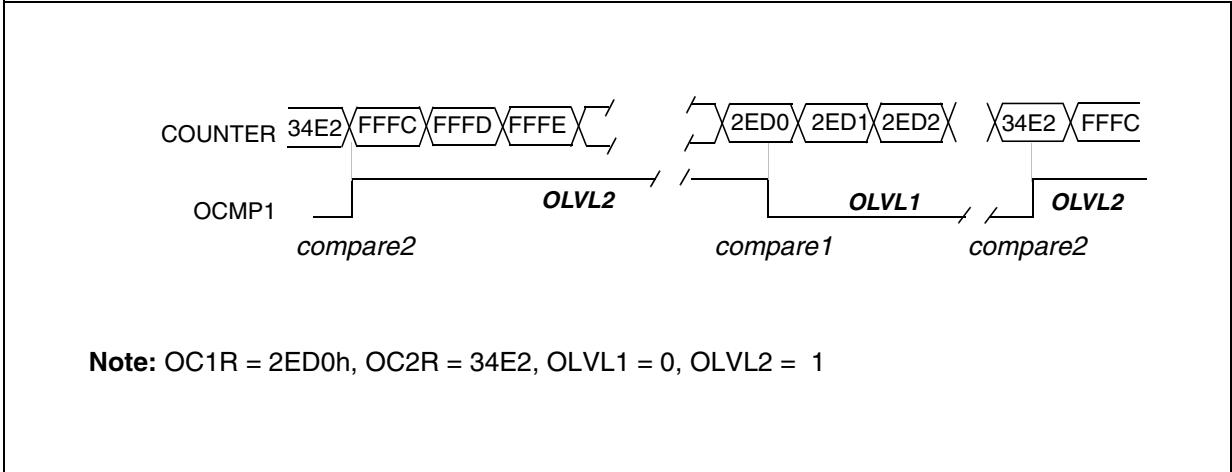 COUNTER 34E2 FFFC FFFD FFFE 2ED0 2ED1 2ED2 34E2 FFFC
OCMP1 OLVL2 OLVL1 OLVL2
compare2 compare1 compare2
Note: OC1R = 2ED0h, OC2R = 34E2, OLVL1 = 0, OLVL2 = 1